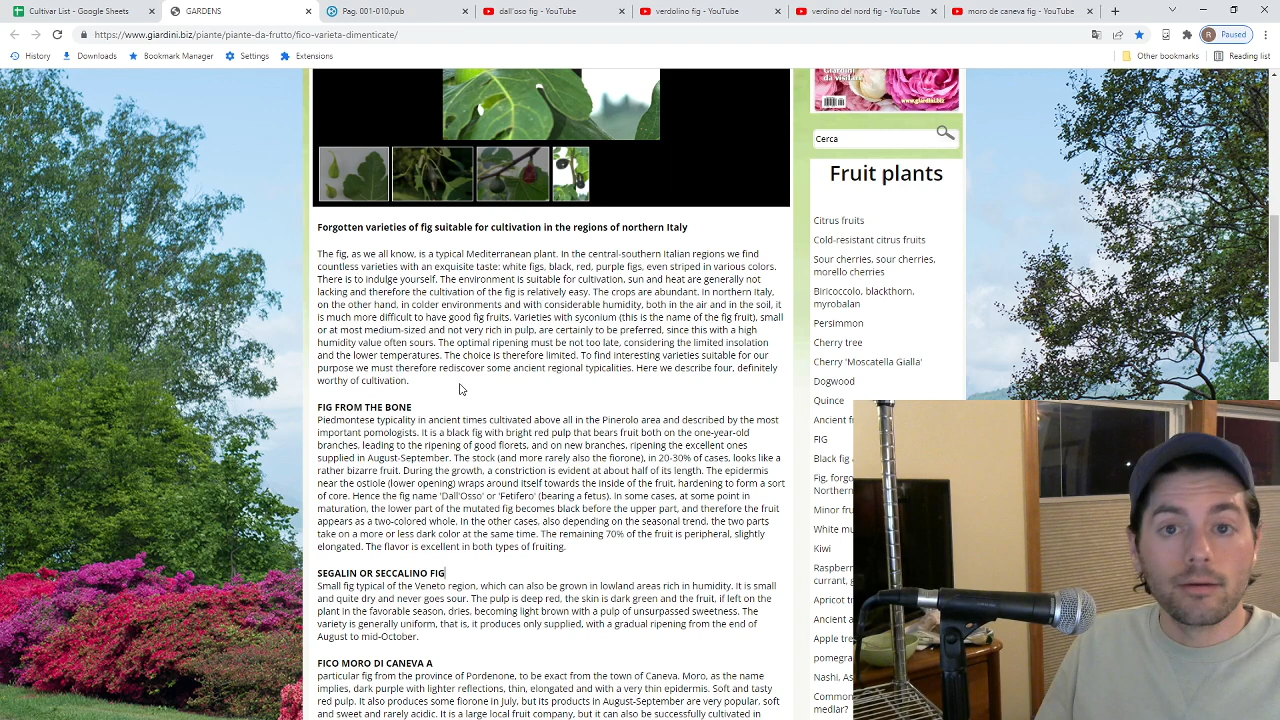 Cultivar List - Google Sheets
GARDENS
Pag. 001-010.pub
dall'oso fig - YouTube
verdolino fig - YouTube
verdino del nord fig - YouTube
moro de caneva fig - YouTube
https://www.giardini.biz/piante/piante-da-frutto/fico-varieta-dimenticate/
R Paused
History
Downloads
Bookmark Manager
Settings
Extensions
Other bookmarks
Reading list
Giardini
da visitare
www.giardini.biz
Cerca
Fruit plants
Citrus fruits
Cold-resistant citrus fruits
Sour cherries, sour cherries,
morello cherries
Biricoccolo, blackthorn,
myrobalan
Persimmon
Cherry tree
Cherry 'Moscatella Gialla'
Dogwood
Quince
Ancient f
FIG
Black fig
Fig, forgo
Northern
Minor fru
White mu
Kiwi
Raspberr
currant, g
Apricot tr
Ancient a
Apple tre
pomegra
Nashi, As
Common
medlar?
Forgotten varieties of fig suitable for cultivation in the regions of northern Italy
The fig, as we all know, is a typical Mediterranean plant. In the central-southern Italian regions we find
countless varieties with an exquisite taste: white figs, black, red, purple figs, even striped in various colors.
There is to indulge yourself. The environment is suitable for cultivation, sun and heat are generally not
lacking and therefore the cultivation of the fig is relatively easy. The crops are abundant. In northern Italy,
on the other hand, in colder environments and with considerable humidity, both in the air and in the soil, it
is much more difficult to have good fig fruits. Varieties with syconium (this is the name of the fig fruit), small
or at most medium-sized and not very rich in pulp, are certainly to be preferred, since this with a high
humidity value often sours. The optimal ripening must be not too late, considering the limited insolation
and the lower temperatures. The choice is therefore limited. To find interesting varieties suitable for our
purpose we must therefore rediscover some ancient regional typicalities. Here we describe four, definitely
worthy of cultivation.
FIG FROM THE BONE
Piedmontese typicality in ancient times cultivated above all in the Pinerolo area and described by the most
important pomologists. It is a black fig with bright red pulp that bears fruit both on the one-year-old
branches, leading to the ripening of good florets, and on new branches, ripening the excellent ones
supplied in August-September. The stock (and more rarely also the fiorone), in 20-30% of cases, looks like a
rather bizarre fruit. During the growth, a constriction is evident at about half of its length. The epidermis
near the ostiole (lower opening) wraps around itself towards the inside of the fruit, hardening to form a sort
of core. Hence the fig name 'Dall'Osso' or 'Fetifero' (bearing a fetus). In some cases, at some point in
maturation, the lower part of the mutated fig becomes black before the upper part, and therefore the fruit
appears as a two-colored whole. In the other cases, also depending on the seasonal trend, the two parts
take on a more or less dark color at the same time. The remaining 70% of the fruit is peripheral, slightly
elongated. The flavor is excellent in both types of fruiting.
SEGALIN OR SECCALINO FIG
Small fig typical of the Veneto region, which can also be grown in lowland areas rich in humidity. It is small
and quite dry and never goes sour. The pulp is deep red, the skin is dark green and the fruit, if left on the
plant in the favorable season, dries, becoming light brown with a pulp of unsurpassed sweetness. The
variety is generally uniform, that is, it produces only supplied, with a gradual ripening from the end of
August to mid-October.
FICO MORO DI CANEVA A
particular fig from the province of Pordenone, to be exact from the town of Caneva. Moro, as the name
implies, dark purple with lighter reflections, thin, elongated and with a very thin epidermis. Soft and tasty
red pulp. It also produces some fiorone in July, but its products in August-September are very popular, soft
and sweet and rarely acidic. It is a large local fruit company, but it can also be successfully cultivated in